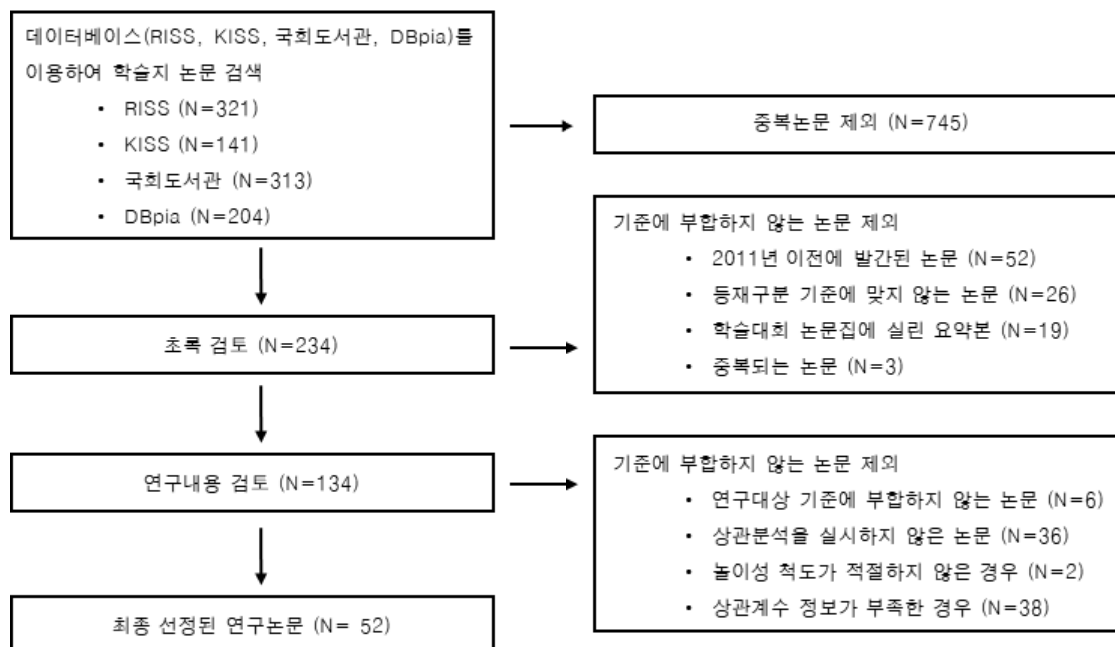 데이터베이스(RISS, KISS, 국회도서관, DBpia)를
이용하여 학술지 논문 검색
• RISS (N=321)
• KISS (N=141)
• 국회도서관 (N=313)
• DBpia (N=204)
중복논문 제외 (N=745)
초록 검토 (N=234)
기준에 부합하지 않는 논문 제외
• 2011년 이전에 발간된 논문 (N=52)
• 등재구분 기준에 맞지 않는 논문 (N=26)
• 학술대회 논문집에 실린 요약본 (N=19)
• 중복되는 논문 (N=3)
연구내용 검토 (N=134)
기준에 부합하지 않는 논문 제외
• 연구대상 기준에 부합하지 않는 논문 (N=6)
• 상관분석을 실시하지 않은 논문 (N=36)
• 놀이성 척도가 적절하지 않은 경우 (N=2)
• 상관계수 정보가 부족한 경우 (N=38)
최종 선정된 연구논문 (N= 52)